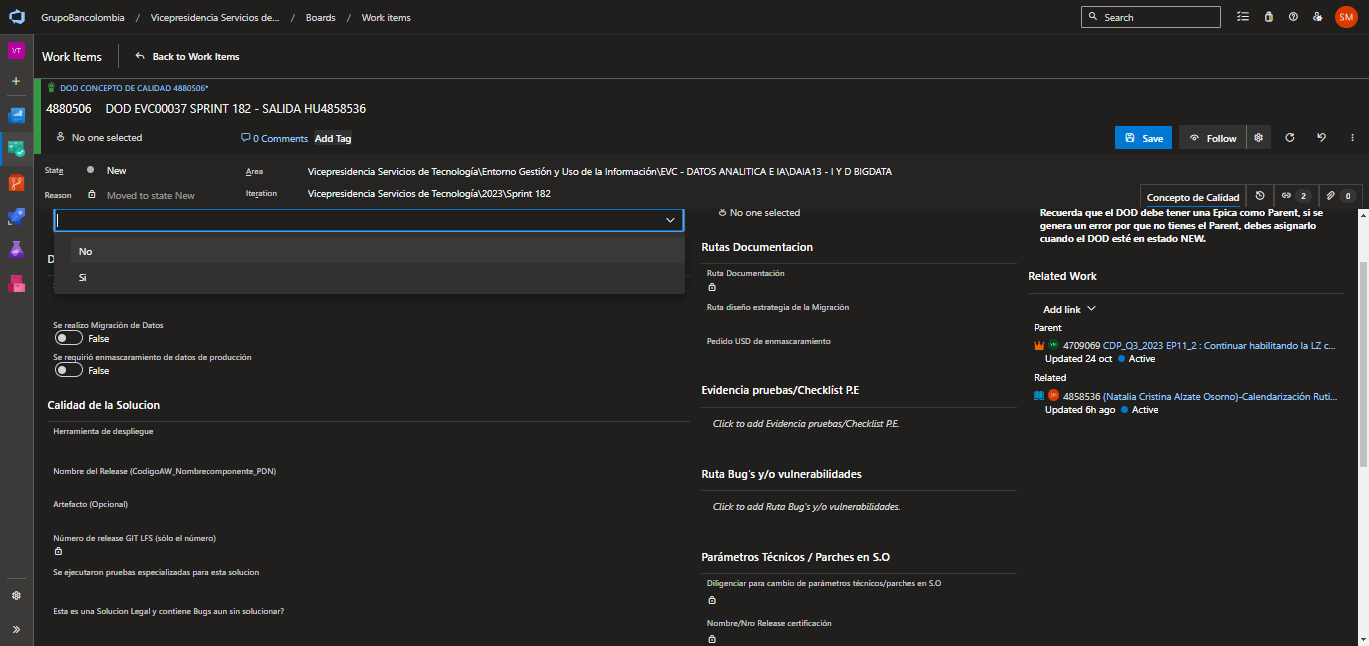 GrupoBancolombia / Vicepresidencia Servicios de... / Boards / Work items
Search
SM
VT
Work Items
Back to Work Items
DOD CONCEPTO DE CALIDAD 4880506*
4880506 DOD EVC00037 SPRINT 182 - SALIDA HU4858536
No one selected
0 Comments
Add Tag
Save
Follow
State
New
Area
Vicepresidencia Servicios de Tecnología\Entorno Gestión y Uso de la Información\EVC - DATOS ANALITICA E IA\DAIA13 - I Y D BIGDATA
Reason
Moved to state New
Iteration
Vicepresidencia Servicios de Tecnología\2023\Sprint 182
Concepto de Calidad
2
0
No
Si
D
Se realizo Migración de Datos
False
Se requirió enmascaramiento de datos de producción
False
Calidad de la Solucion
Herramienta de despliegue
Nombre del Release (CodigoAW_Nombrecomponente_PDN)
Artefacto (Opcional)
Número de release GIT LFS (sólo el número)
Se ejecutaron pruebas especializadas para esta solucion
Esta es una Solucion Legal y contiene Bugs aun sin solucionar?
No one selected
Rutas Documentacion
Ruta Documentación
Ruta diseño estrategia de la Migración
Pedido USD de enmascaramiento
Evidencia pruebas/Checklist P.E
Click to add Evidencia pruebas/Checklist P.E.
Ruta Bug's y/o vulnerabilidades
Click to add Ruta Bug's y/o vulnerabilidades.
Parámetros Técnicos / Parches en S.O
Diligenciar para cambio de parámetros técnicos/parches en S.O
Nombre/Nro Release certificación
Recuerda que el DOD debe tener una Epica como Parent, si se
genera un error por que no tienes el Parent, debes asignarlo
cuando el DOD esté en estado NEW.
Related Work
Add link
Parent
4709069 CDP_Q3_2023 EP11_2 : Continuar habilitando la LZ c...
Updated 24 oct Active
Related
SM 4858536 (Natalia Cristina Alzate Osorno)-Calendarización Ruti...
Updated 6h ago Active